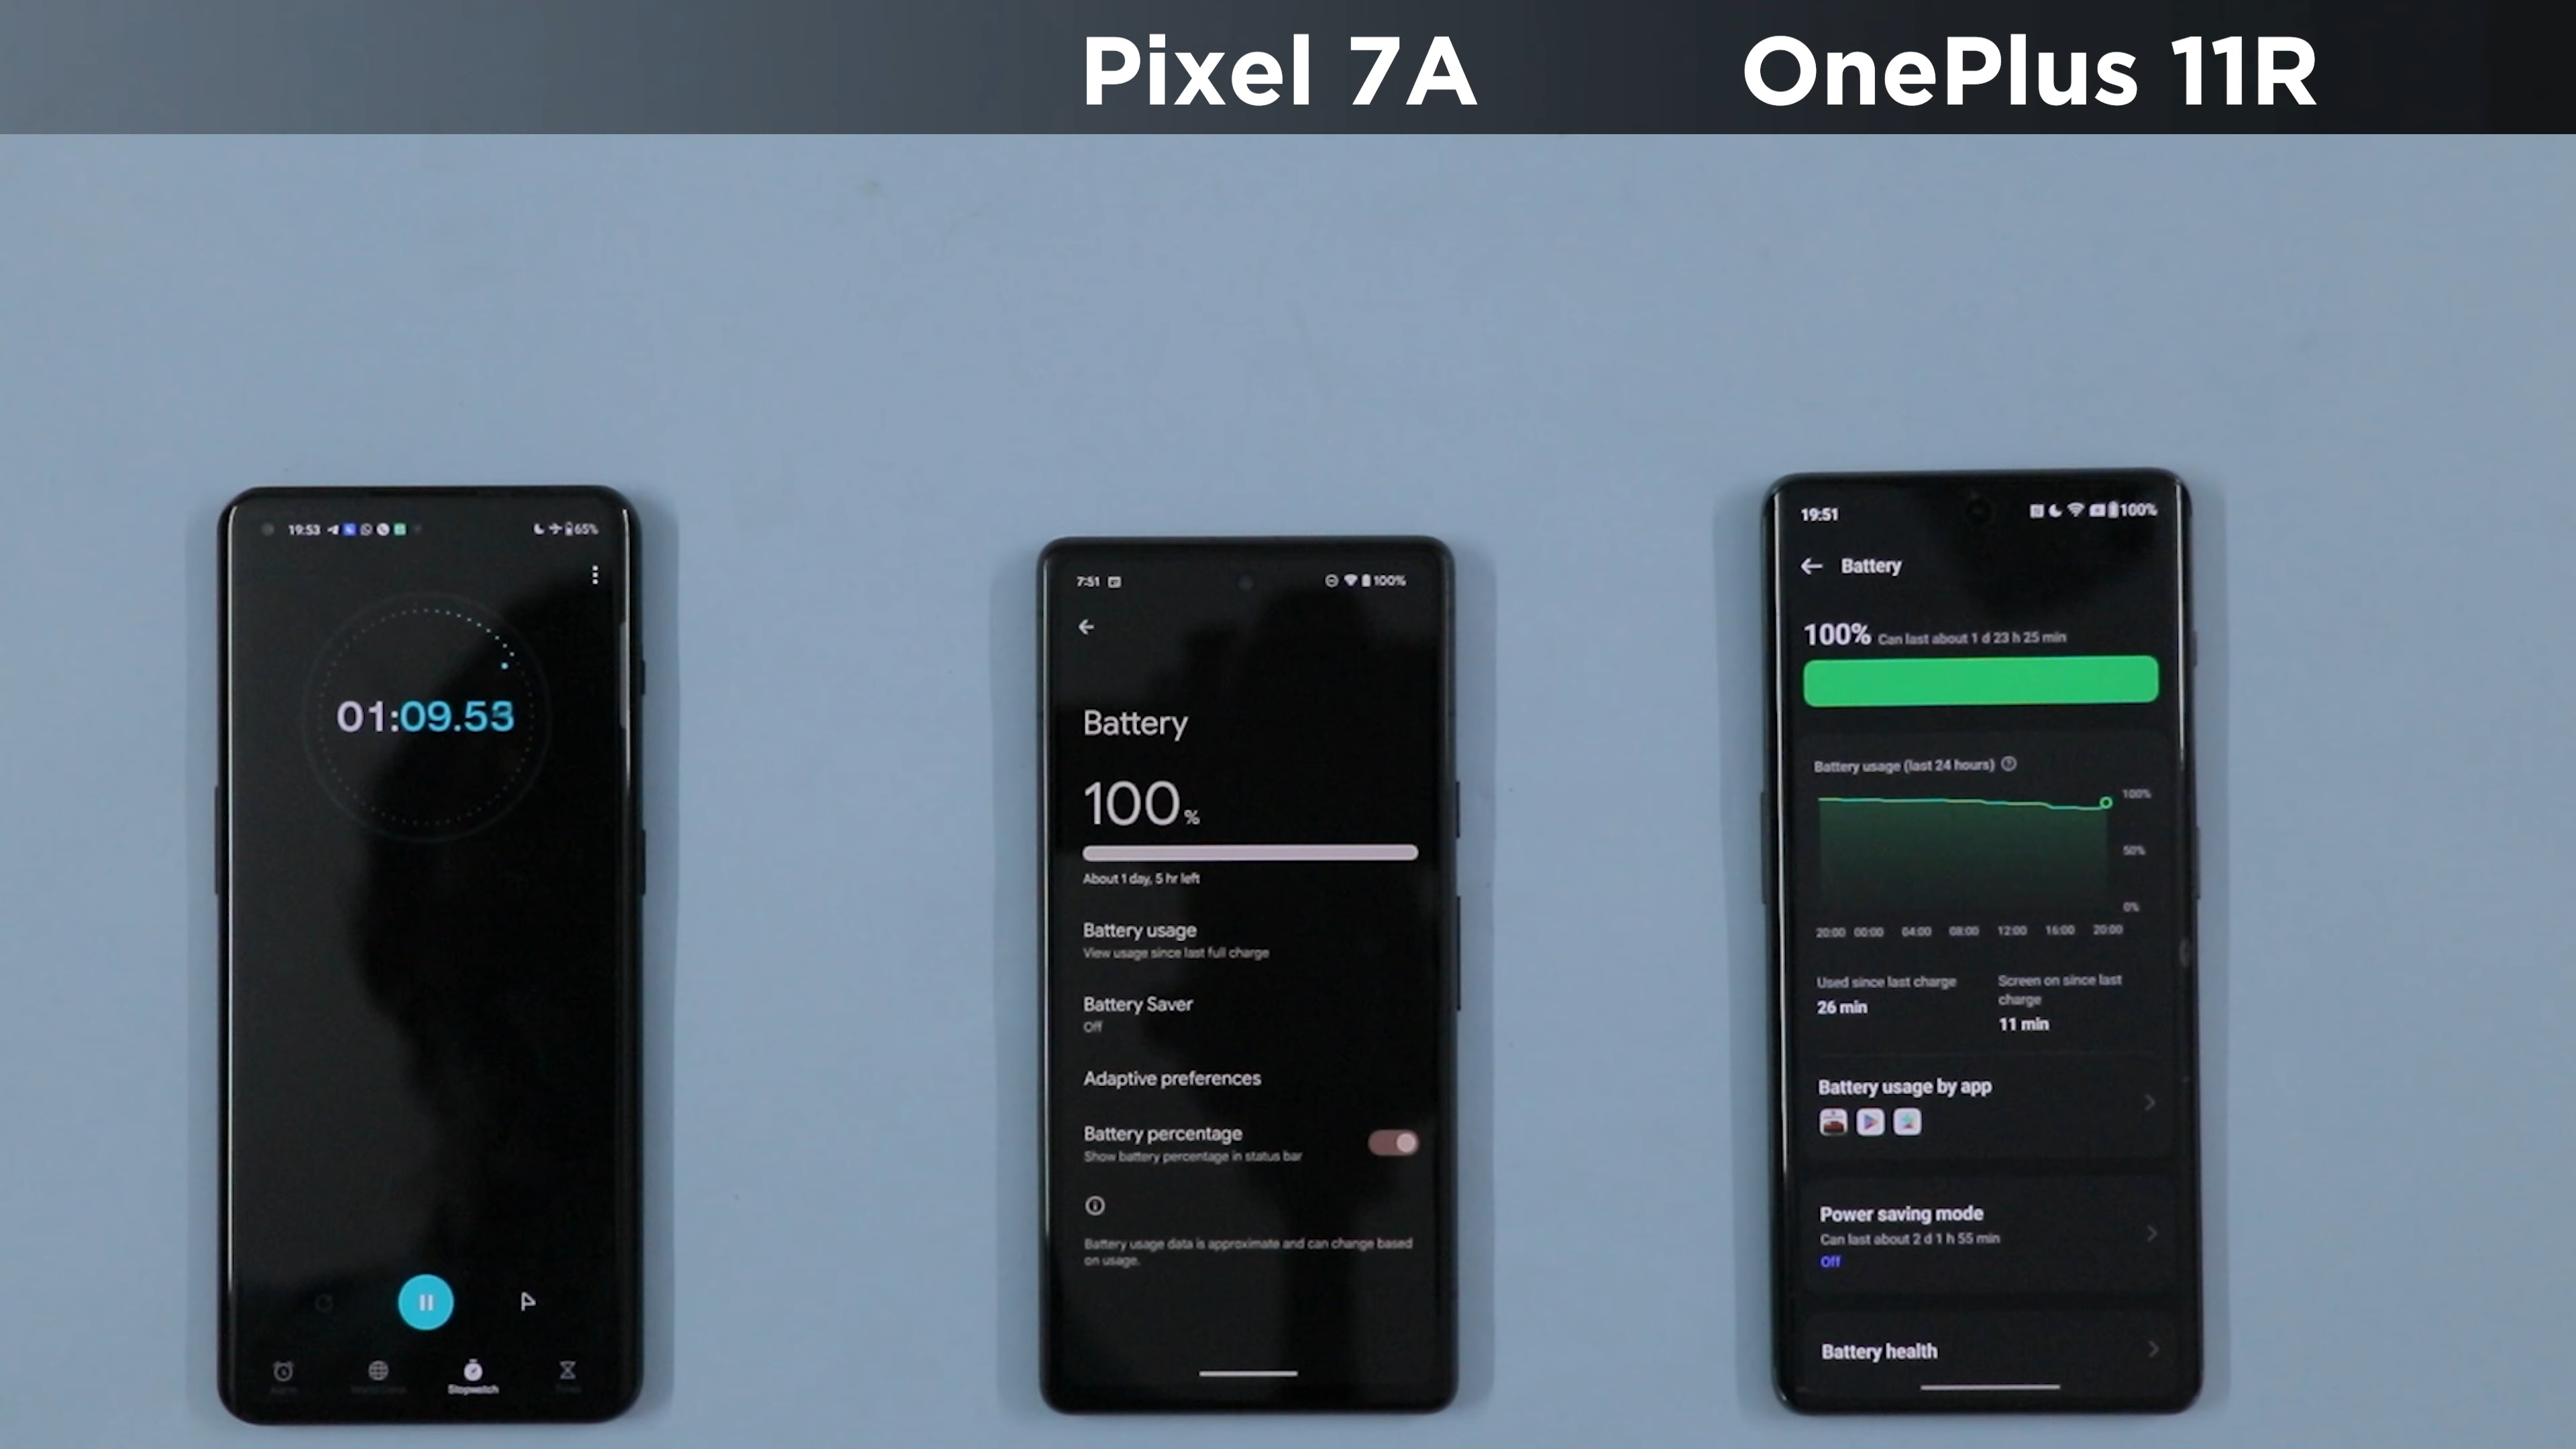 Pixel 7A
OnePlus 11R
19:53
65%
01:09.53
Stopwatch
7:51
100%
Battery
100%
About 1 day, 5 hr left
Battery usage
View usage since last full charge
Battery Saver
Off
Adaptive preferences
Battery percentage
Show battery percentage in status bar
Battery usage data is approximate and can change based
on usage.
19:51
100%
Battery
100% Can last about 1 d 23 h 25 min
Battery usage (last 24 hours)
100%
50%
0%
20:00 00:00 04:00 08:00 12:00 16:00 20:00
Used since last charge
26 min
Screen on since last
charge
11 min
Battery usage by app
Power saving mode
Can last about 2 d 1 h 55 min
Off
Battery health